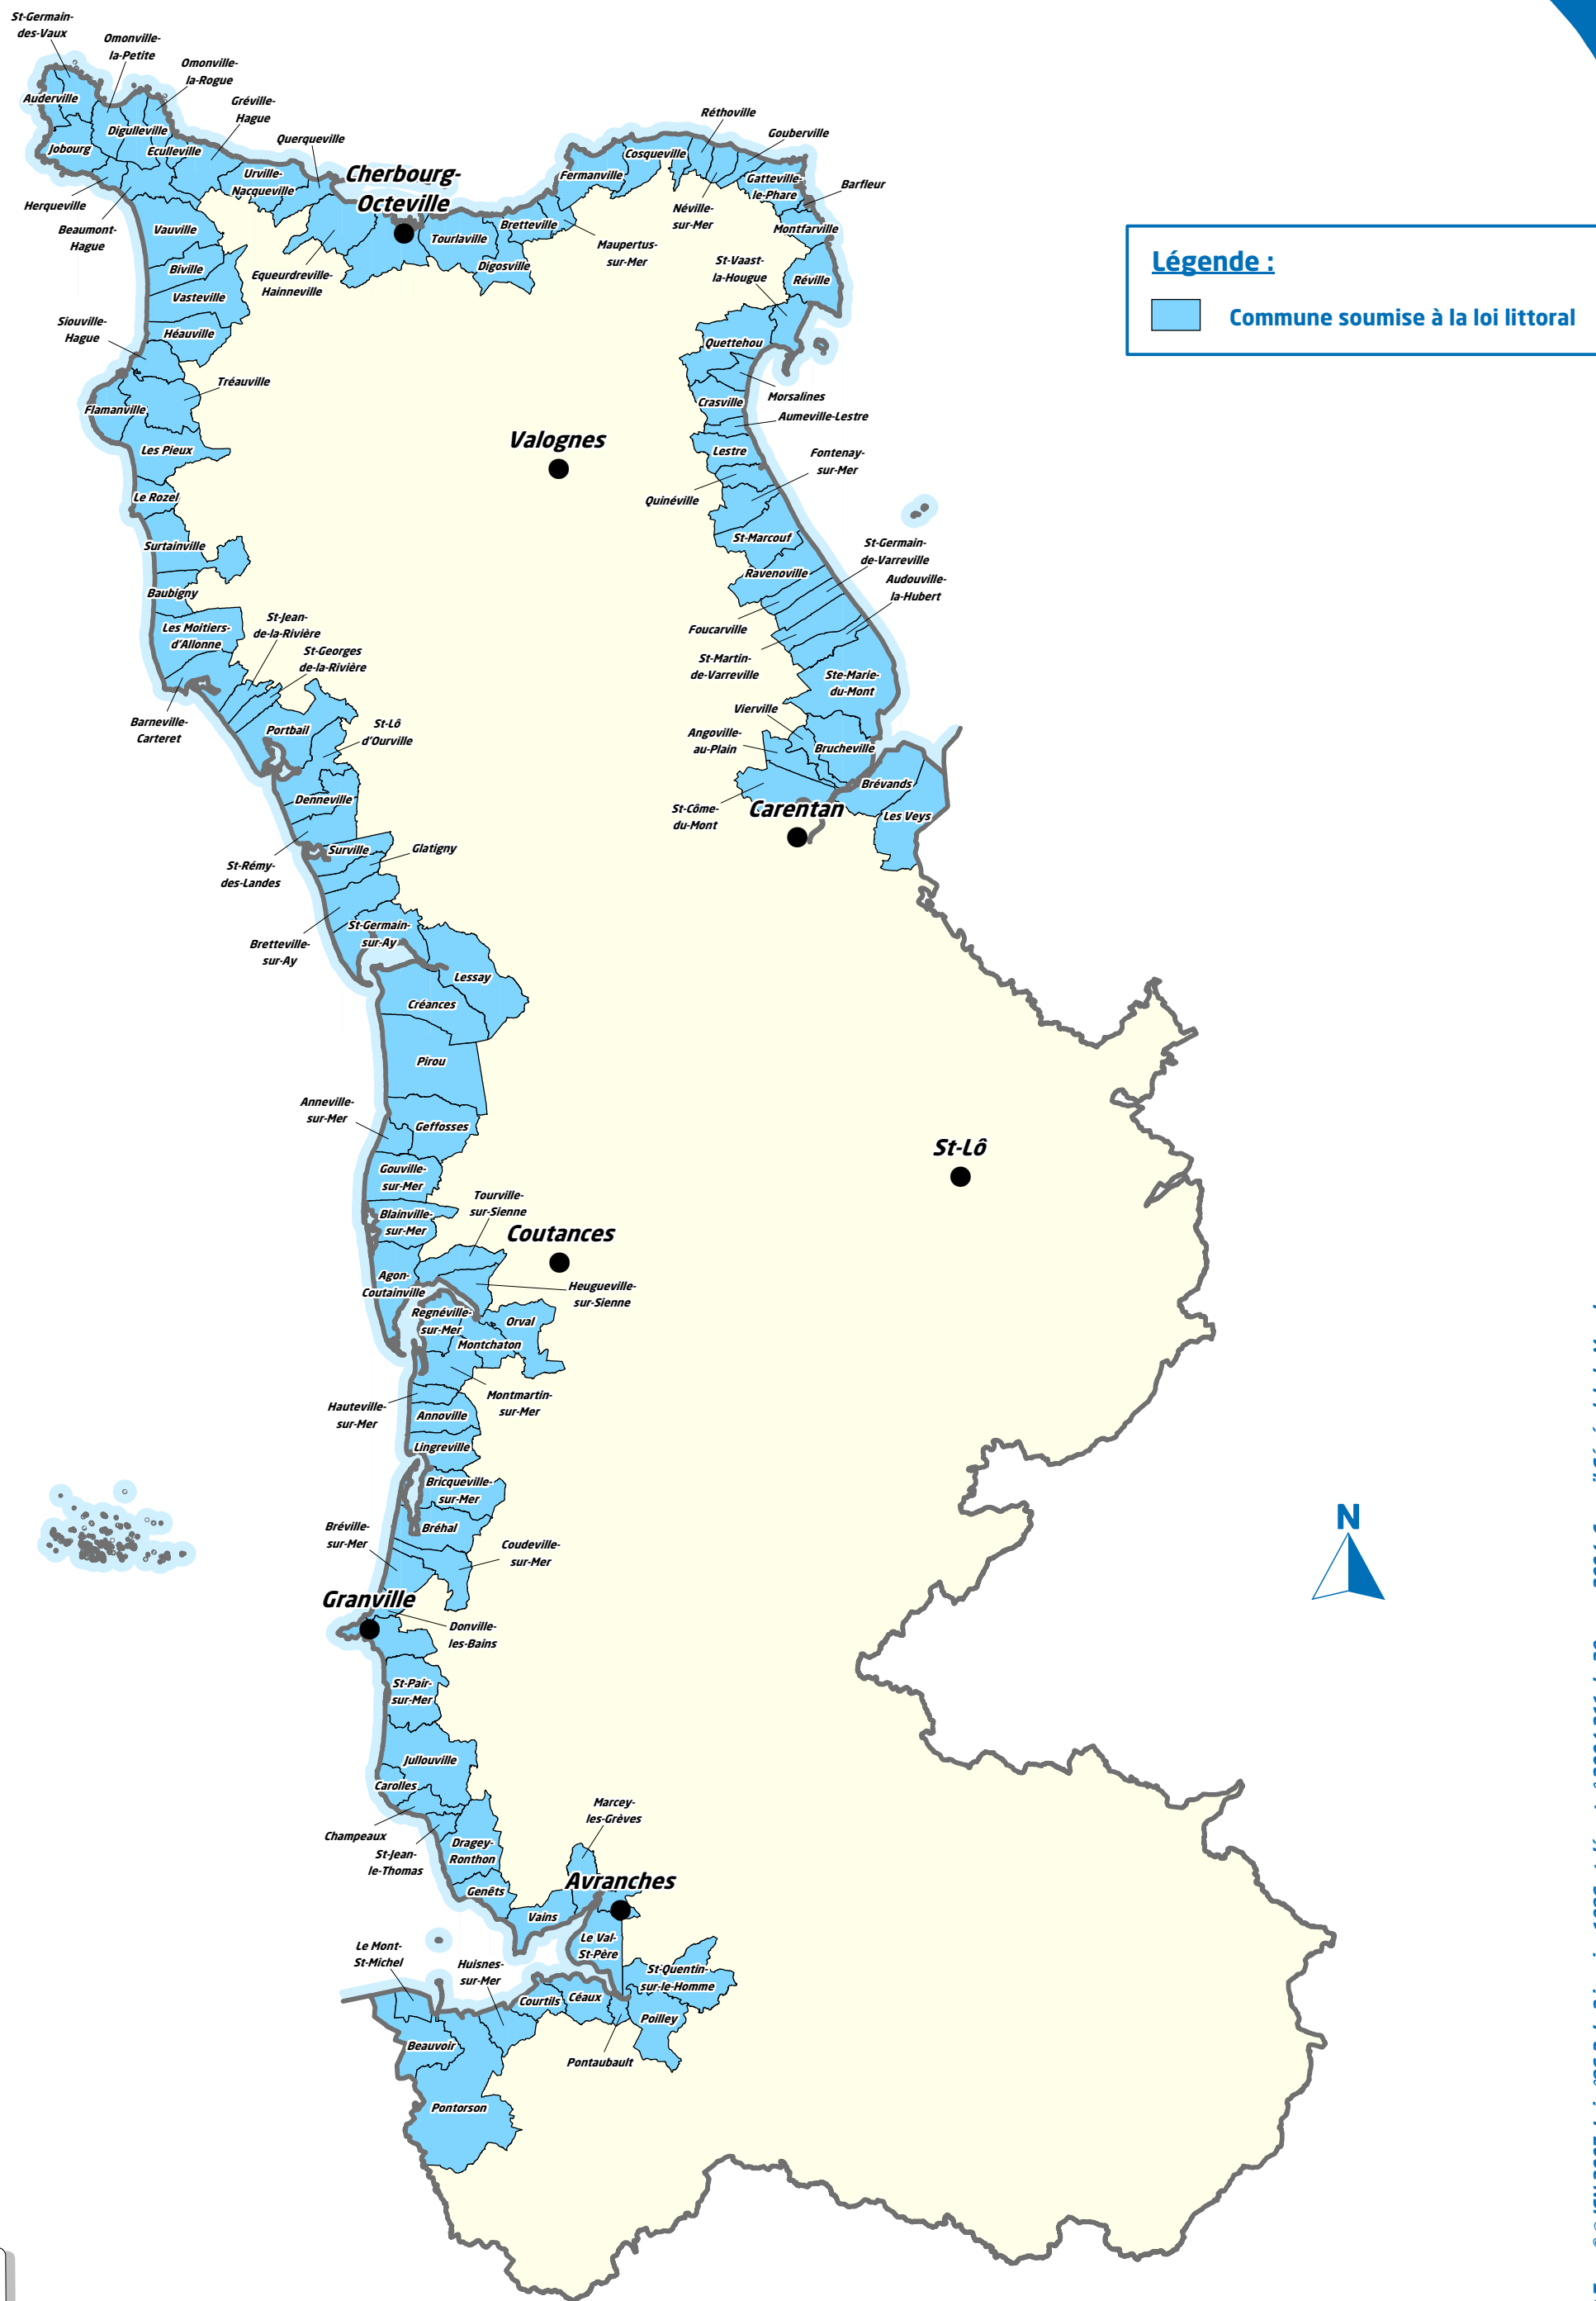 St-Germain-
des-Vaux
Omonville-
la-Petite
Omonville-
la-Rogue
Auderville
Gréville-
Hague
Digulleville
Querqueville
Jobourg
Eculleville
Urville-
Nacqueville
Herqueville
Beaumont-
Hague
Cherbourg-
Octeville
Equeurdreville-
Hainneville
Tourlaville
Digosville
Bretteville
Maupertus-
sur-Mer
Fermanville
Cosqueville
Réthoville
Gouberville
Néville-
sur-Mer
Gatteville-
le-Phare
Barfleur
Montfarville
St-Vaast-
la-Hougue
Réville
Légende :
Commune soumise à la loi littoral
Vauville
Biville
Vasteville
Héauville
Siouville-
Hague
Tréauville
Flamanville
Les Pieux
Le Rozel
Surtainville
Baubigny
Les Moitiers-
d'Allonne
St-Jean-
de-la-Rivière
St-Georges
de-la-Rivière
Barneville-
Carteret
Portbail
St-Lô
d'Ourville
Denneville
St-Rémy-
des-Landes
Surville
Glatigny
Bretteville-
sur-Ay
St-Germain-
sur-Ay
Lessay
Créances
Pirou
Valognes
Quettehou
Morsalines
Crasville
Aumeville-Lestre
Lestre
Fontenay-
sur-Mer
Quinéville
St-Marcouf
St-Germain-
de-Varreville
Ravenoville
Audouville-
la-Hubert
Foucarville
St-Martin-
de-Varreville
Ste-Marie-
du-Mont
Vierville
Angoville-
au-Plain
Brucheville
Brévands
St-Côme-
du-Mont
Carentan
Les Veys
Anneville-
sur-Mer
Geffosses
Gouville-
sur-Mer
St-Lô
Blainville-
sur-Mer
Tourville-
sur-Sienne
Coutances
Agon-
Coutainville
Heugueville-
sur-Sienne
Regnéville-
sur-Mer
Orval
Montchaton
Montmartin-
sur-Mer
Hauteville-
sur-Mer
Annoville
Lingreville
Bricqueville-
sur-Mer
Bréhal
Bréville-
sur-Mer
Coudeville-
sur-Mer
N
Granville
Donville-
les-Bains
St-Pair-
sur-Mer
Jullouville
Carolles
Champeaux
St-Jean-
le-Thomas
Dragey-
Ronthon
Genêts
Marcey-
les-Grèves
Avranches
Vains
Le Val-
St-Père
Le Mont-
St-Michel
Huisnes-
sur-Mer
St-Quentin-
sur-le-Homme
Courtils
Céaux
Poilley
Pontaubault
Beauvoir
Pontorson